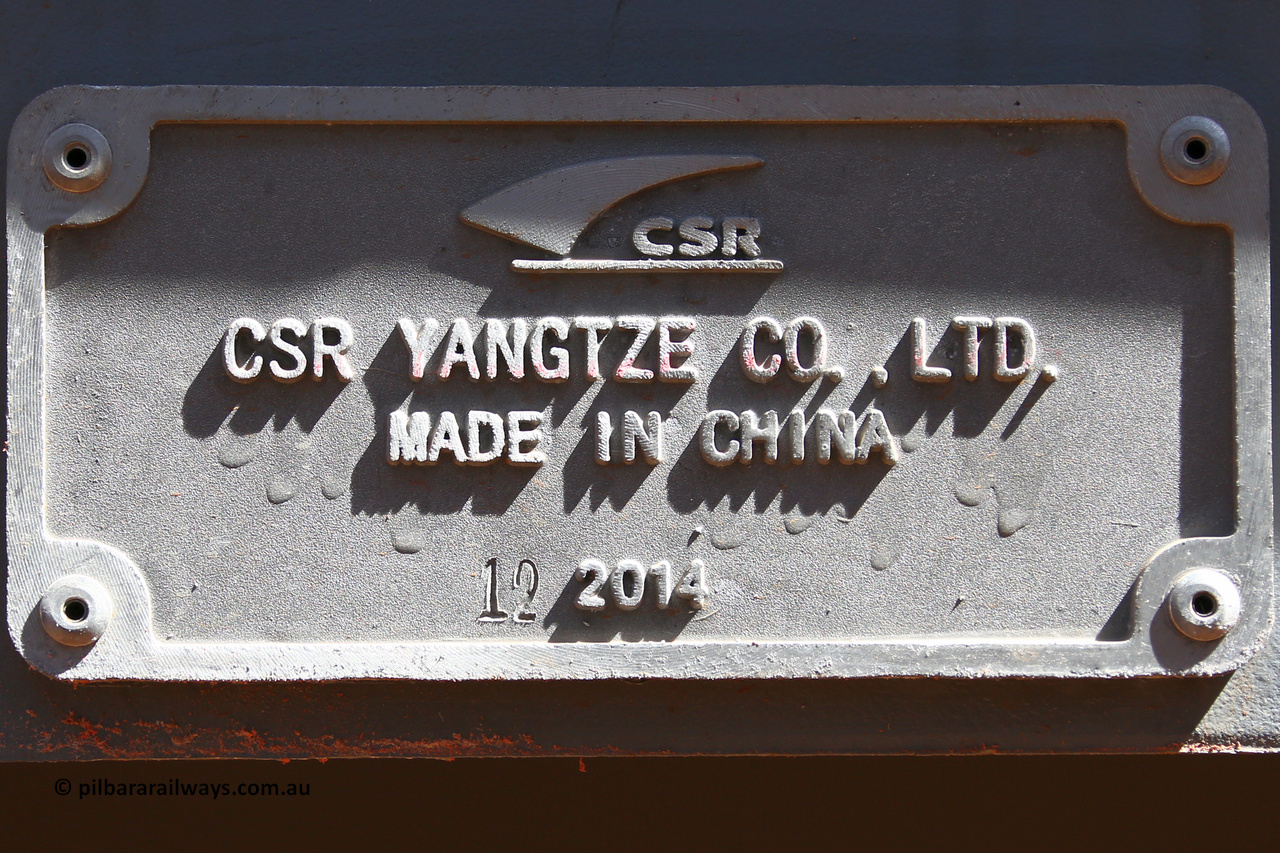 CSR
CSR YANGTZE CO.,LTD.
MADE IN CHINA
12 2014
© pilbararailways.com.au